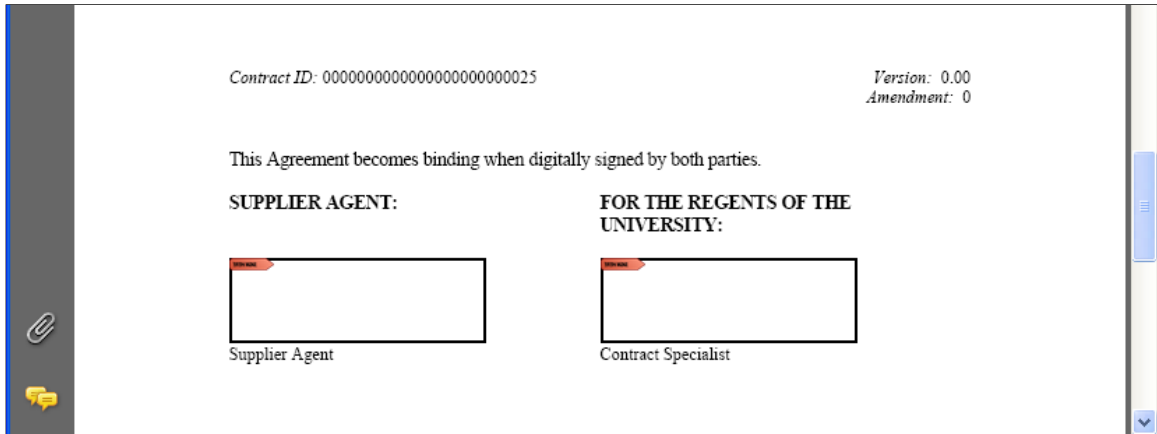 Contract ID: 0000000000000000000000025
Version: 0.00
Amendment: 0
This Agreement becomes binding when digitally signed by both parties.
SUPPLIER AGENT:
FOR THE REGENTS OF THE
UNIVERSITY:
Supplier Agent
Contract Specialist